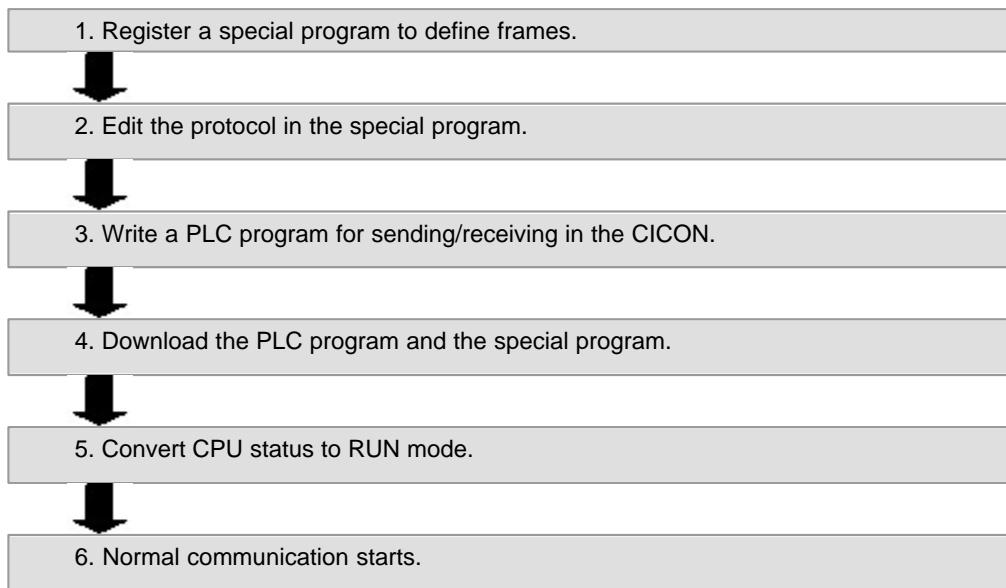 1. Register a special program to define frames.
2. Edit the protocol in the special program.
3. Write a PLC program for sending/receiving in the CICON.
4. Download the PLC program and the special program.
5. Convert CPU status to RUN mode.
6. Normal communication starts.